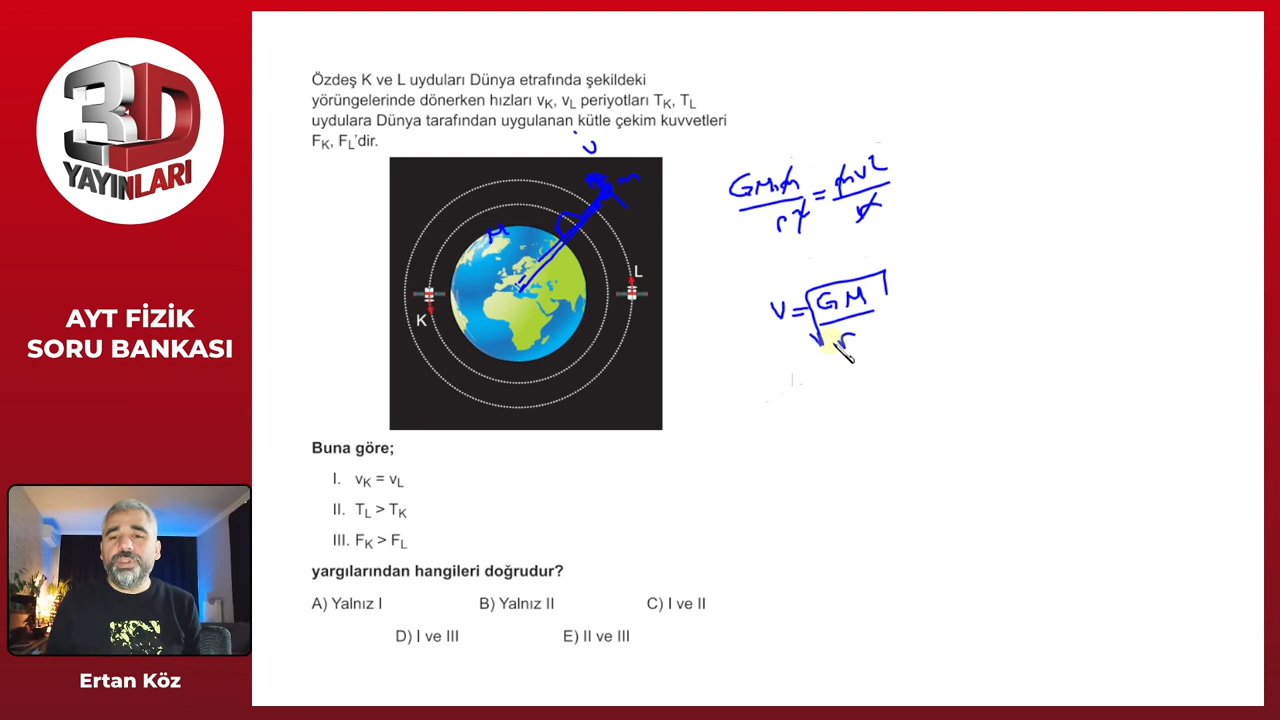 3D
YAYINLARI
AYT FİZİK
SORU BANKASI
Ertan Köz
Özdeş K ve L uyduları Dünya etrafında şekildeki
yörüngelerinde dönerken hızları vK, vL periyotları TK, TL
uydulara Dünya tarafından uygulanan kütle çekim kuvvetleri
FK, FL'dir.
υ
M
m
r
L
K
GMm/r² = mv²/r
v = √GM/r
Buna göre;
I. vK = vL
II. TL > TK
III. FK > FL
yargılarından hangileri doğrudur?
A) Yalnız I B) Yalnız II C) I ve II
D) I ve III E) II ve III